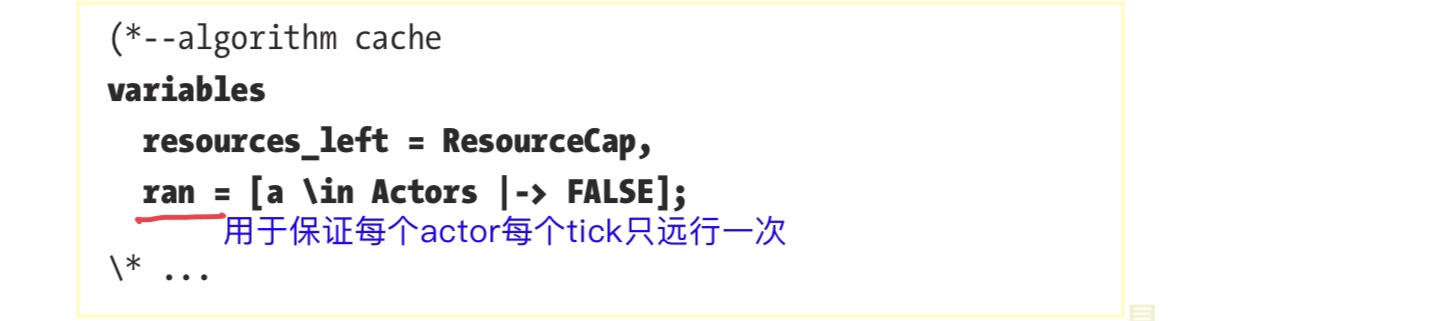 (*--algorithm cache
variables
resources_left = ResourceCap,
ran = [a \in Actors |-> FALSE];
用于保证每个actor每个tick只远行一次
\* ...